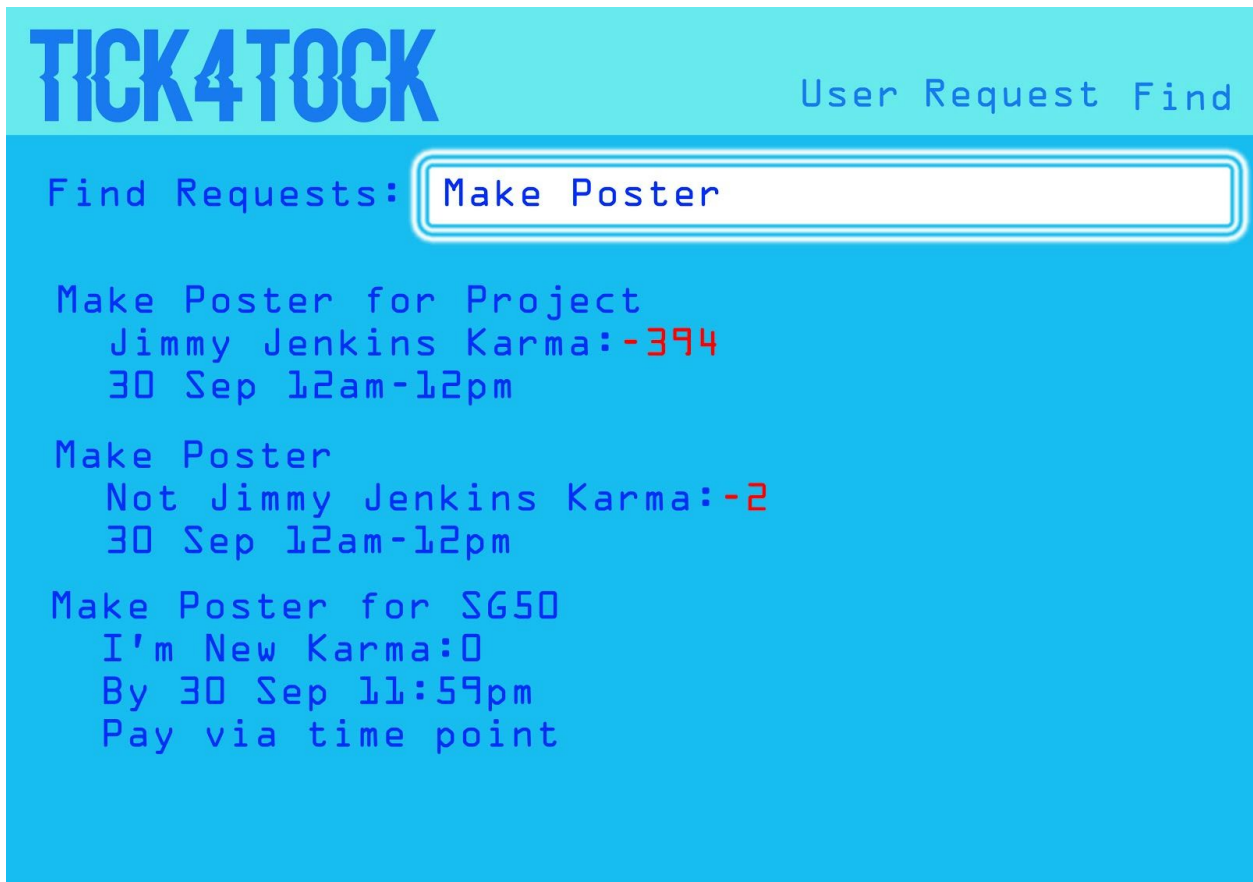 TICK4TOCK
User Request Find
Find Requests: Make Poster
Make Poster for Project
Jimmy Jenkins Karma:-394
30 Sep 12am-12pm
Make Poster
Not Jimmy Jenkins Karma:-2
30 Sep 12am-12pm
Make Poster for SG50
I'm New Karma:0
By 30 Sep 11:59pm
Pay via time point